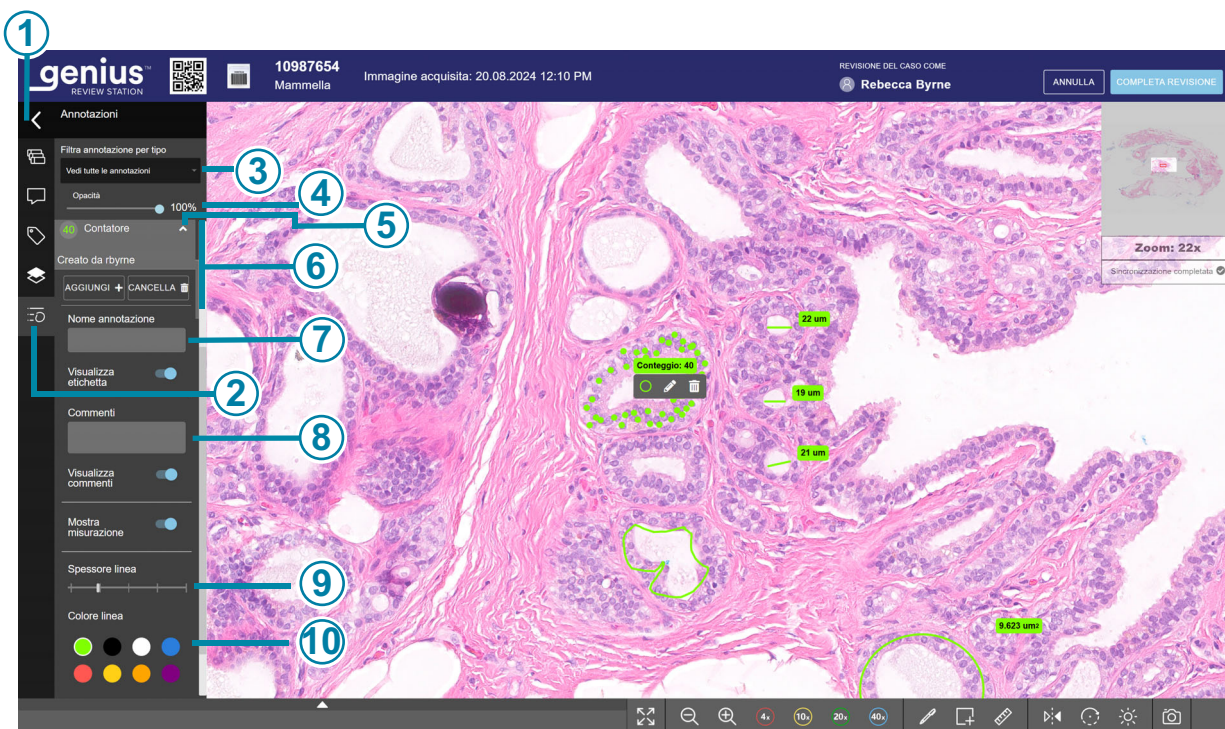 1
genius™
REVIEW STATION
10987654
Mammella
Immagine acquisita: 20.08.2024 12:10 PM
REVISIONE DEL CASO COME
Rebecca Byrne
ANNULLA
COMPLETA REVISIONE
Annotazioni
Filtra annotazione per tipo
Vedi tutte le annotazioni
3
Opacità
100%
4
40 Contatore
5
Creato da rbyrne
6
AGGIUNGI + CANCELLA
Nome annotazione
7
Visualizza
etichetta
2
Commenti
8
Visualizza
commenti
Mostra
misurazione
Spessore linea
9
Colore linea
10
Zoom: 22x
Sincronizzazione completata
22 um
Conteggio: 40
19 um
21 um
9.623 um2
4x
10x
20x
40x